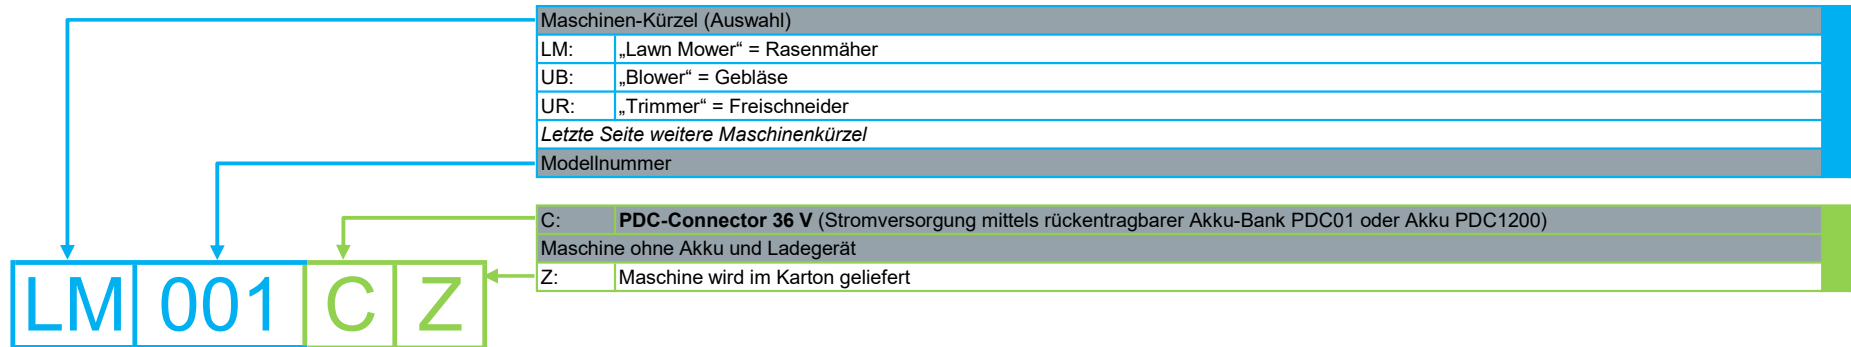 Maschinen-Kürzel (Auswahl)
LM: „Lawn Mower“ = Rasenmäher
UB: „Blower“ = Gebläse
UR: „Trimmer“ = Freischneider
Letzte Seite weitere Maschinenkürzel
Modellnummer
C: PDC-Connector 36 V (Stromversorgung mittels rückentragbarer Akku-Bank PDC01 oder Akku PDC1200)
Maschine ohne Akku und Ladegerät
Z: Maschine wird im Karton geliefert
LM 001 C Z